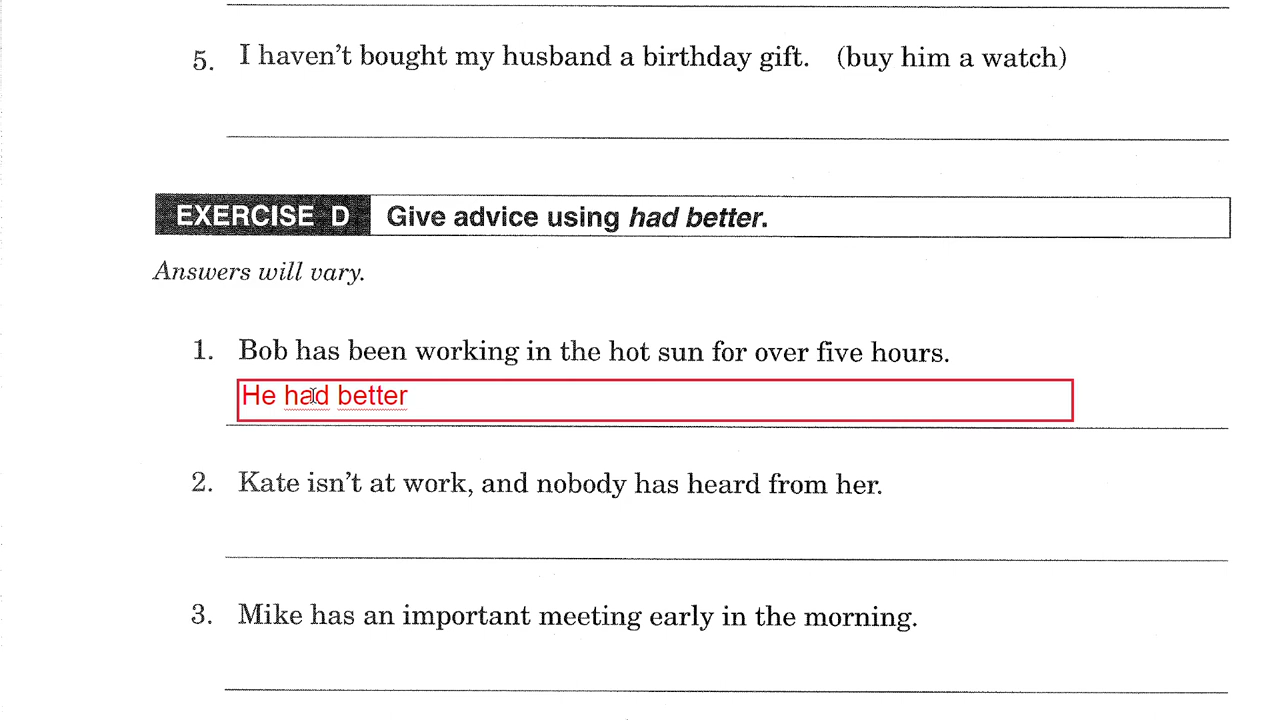 5. I haven't bought my husband a birthday gift. (buy him a watch)
EXERCISE D Give advice using had better.
Answers will vary.
1. Bob has been working in the hot sun for over five hours.
He had better
2. Kate isn't at work, and nobody has heard from her.
3. Mike has an important meeting early in the morning.